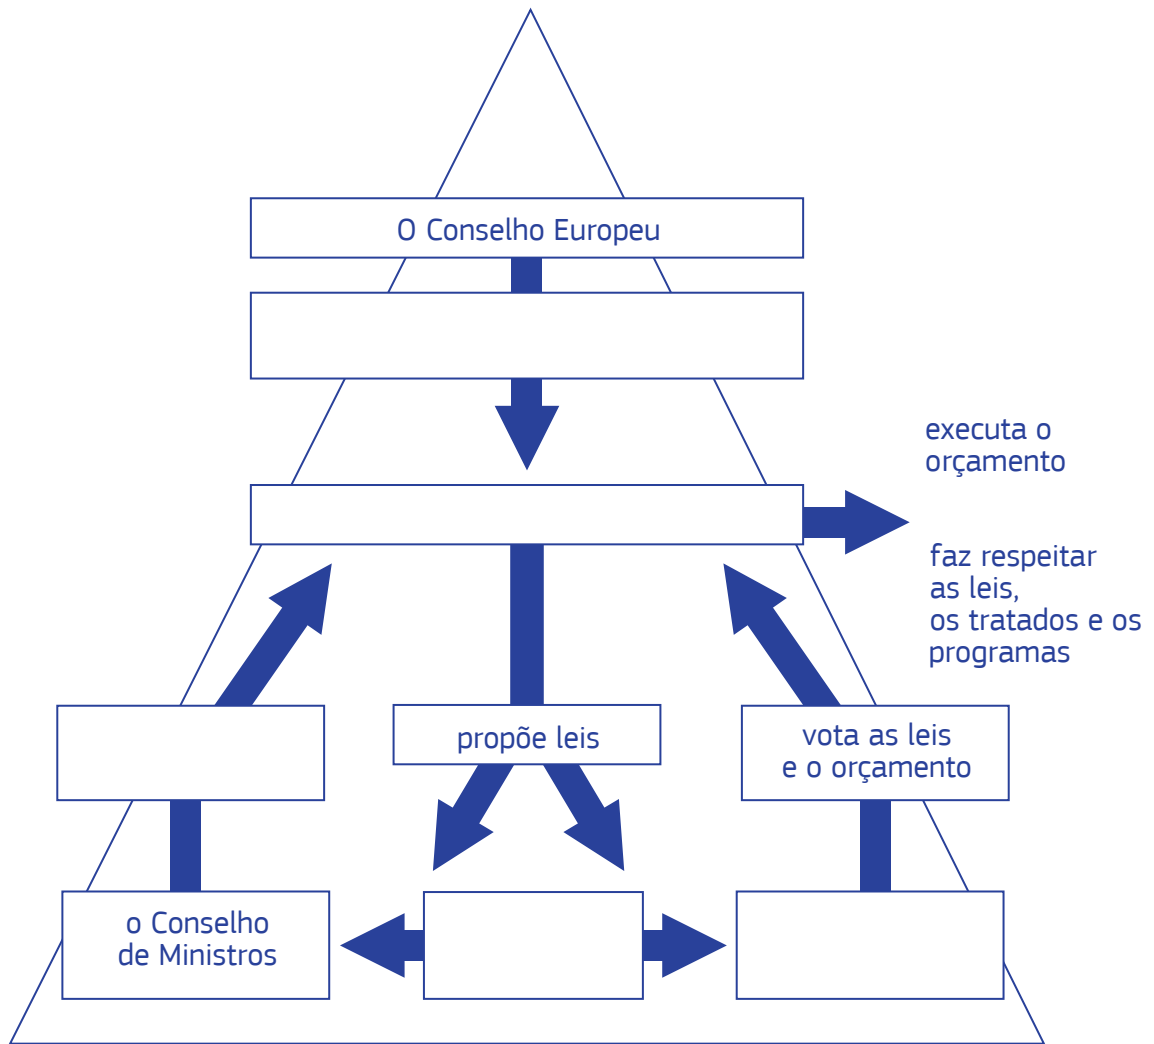 O Conselho Europeu
executa o
orçamento
faz respeitar
as leis,
os tratados e os
programas
propõe leis
vota as leis
e o orçamento
o Conselho
de Ministros